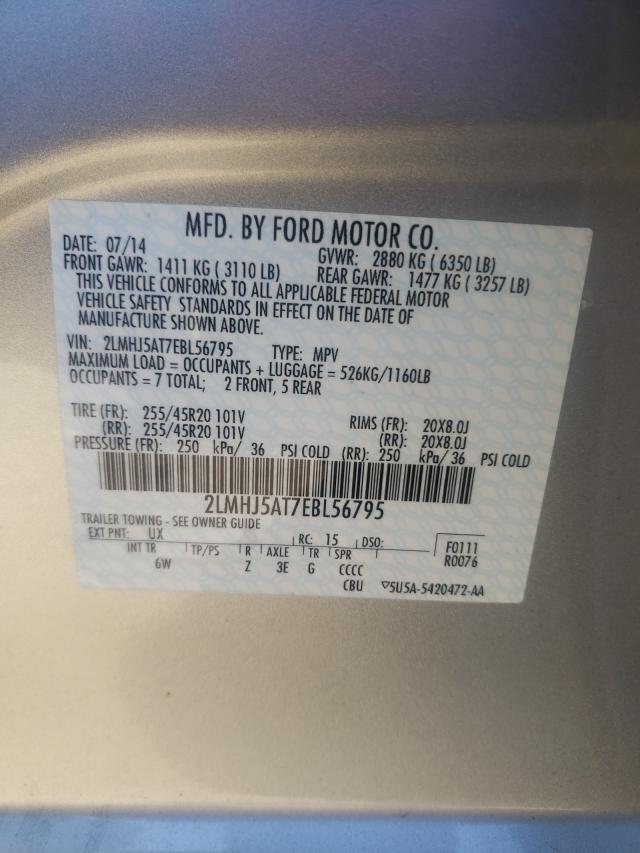 MFD. BY FORD MOTOR CO.
DATE: 07/14 GVWR: 2880 KG ( 6350 LB)
FRONT GAWR: 1411 KG ( 3110 LB) REAR GAWR: 1477 KG ( 3257 LB)
THIS VEHICLE CONFORMS TO ALL APPLICABLE FEDERAL MOTOR
VEHICLE SAFETY STANDARDS IN EFFECT ON THE DATE OF
MANUFACTURE SHOWN ABOVE.
VIN: 2LMHJ5AT7EBL56795 TYPE: MPV
MAXIMUM LOAD = OCCUPANTS + LUGGAGE = 526KG/1160LB
OCCUPANTS = 7 TOTAL; 2 FRONT, 5 REAR
TIRE (FR): 255/45R20 101V RIMS (FR): 20X8.0J
(RR): 255/45R20 101V (RR): 20X8.0J
PRESSURE (FR): 250 kPa/ 36 PSI COLD (RR): 250 kPa/ 36 PSI COLD
2LMHJ5AT7EBL56795
TRAILER TOWING - SEE OWNER GUIDE
EXT PNT: UX RC: 15 DSO: F0111
INT TR TP/PS R AXLE TR SPR R0076
6W Z 3E G CCCC
CBU 5U5A-5420472-AA